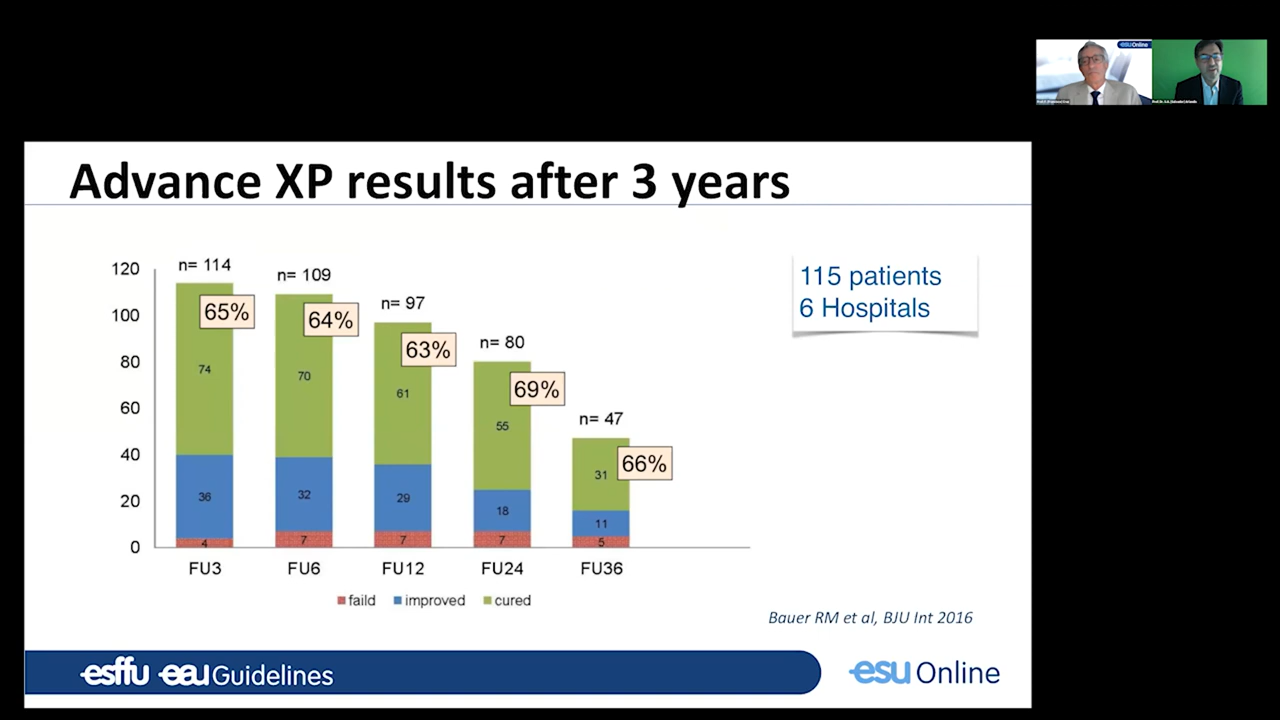 esuOnline
Advance XP results after 3 years
115 patients
6 Hospitals
120
100
80
60
40
20
0
n= 114
65%
74
36
4
FU3
n= 109
64%
70
32
7
FU6
n= 97
63%
61
29
7
FU12
n= 80
69%
55
18
7
FU24
n= 47
66%
31
11
5
FU36
faild improved cured
Bauer RM et al, BJU Int 2016
esffu eau Guidelines
esu Online